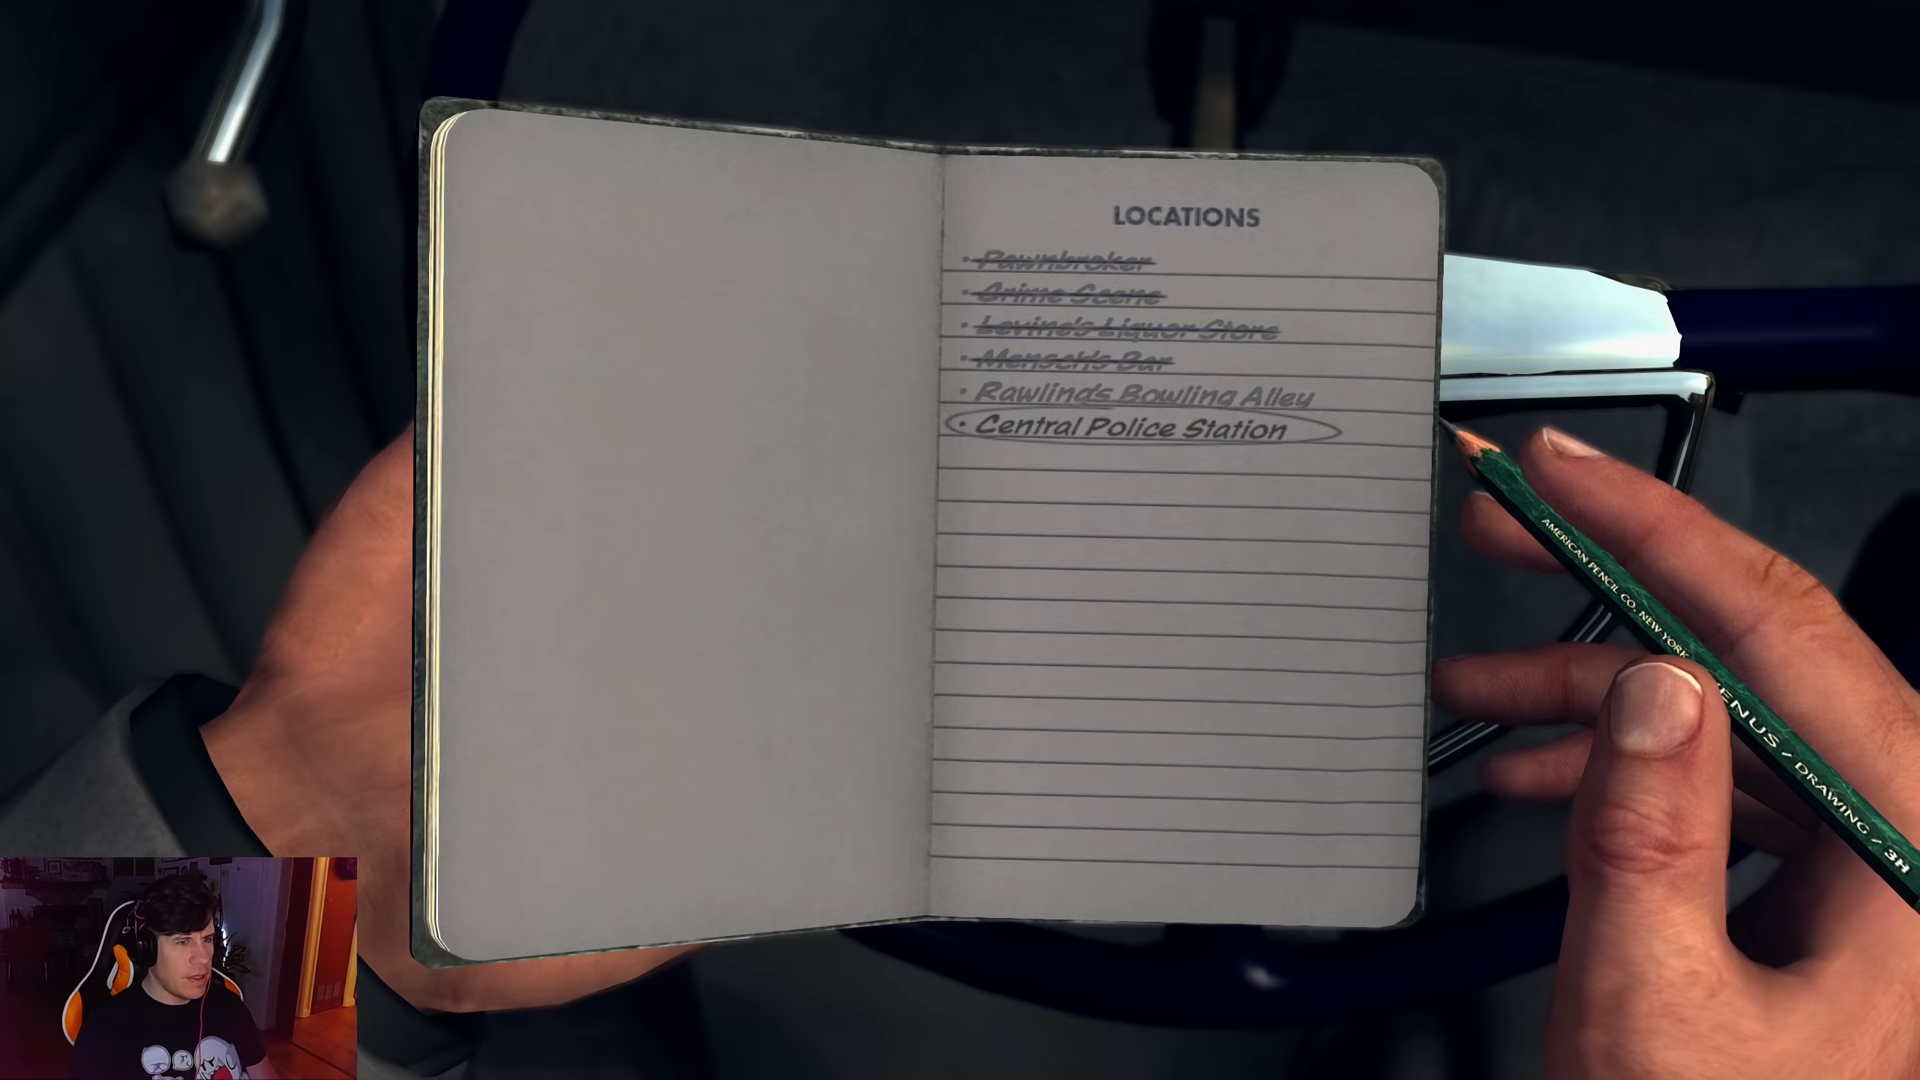 LOCATIONS
· Pawnbroker
· Crime Scene
· Levine's Liquor Store
· Mensch's Bar
· Rawling's Bowling Alley
· Central Police Station
AMERICAN PENCIL CO. NEW YORK
VENUS / DRAWING / 3H